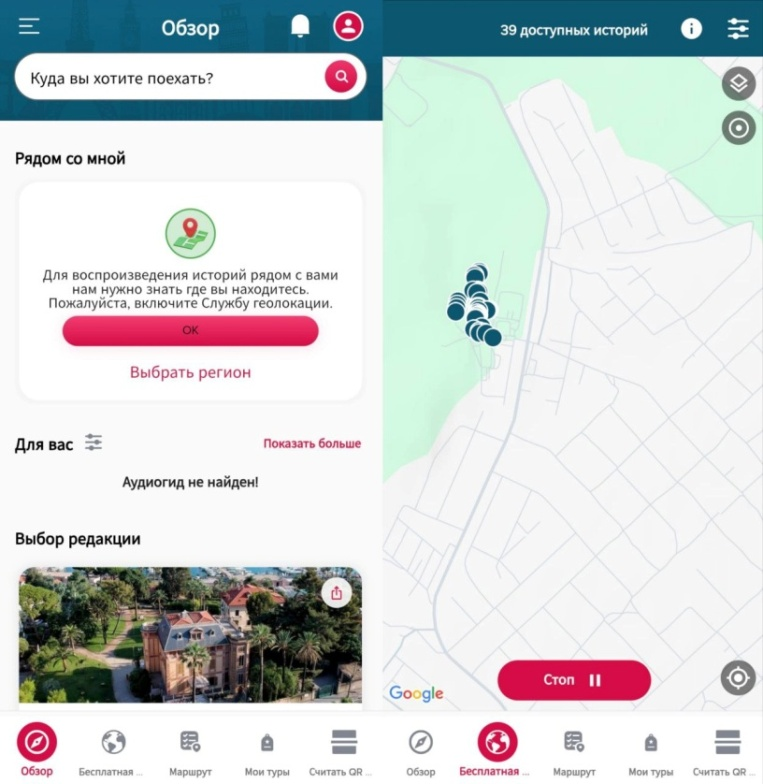 Обзор
Куда вы хотите поехать?
Рядом со мной
Для воспроизведения историй рядом с вами
нам нужно знать где вы находитесь.
Пожалуйста, включите Службу геолокации.
ОК
Выбрать регион
Для вас
Показать больше
Аудиогид не найден!
Выбор редакции
Обзор
Бесплатная ...
Маршрут
Мои туры
Считать QR ...
39 доступных историй
Стоп
Google
Обзор
Бесплатная ...
Маршрут
Мои туры
Считать QR ...